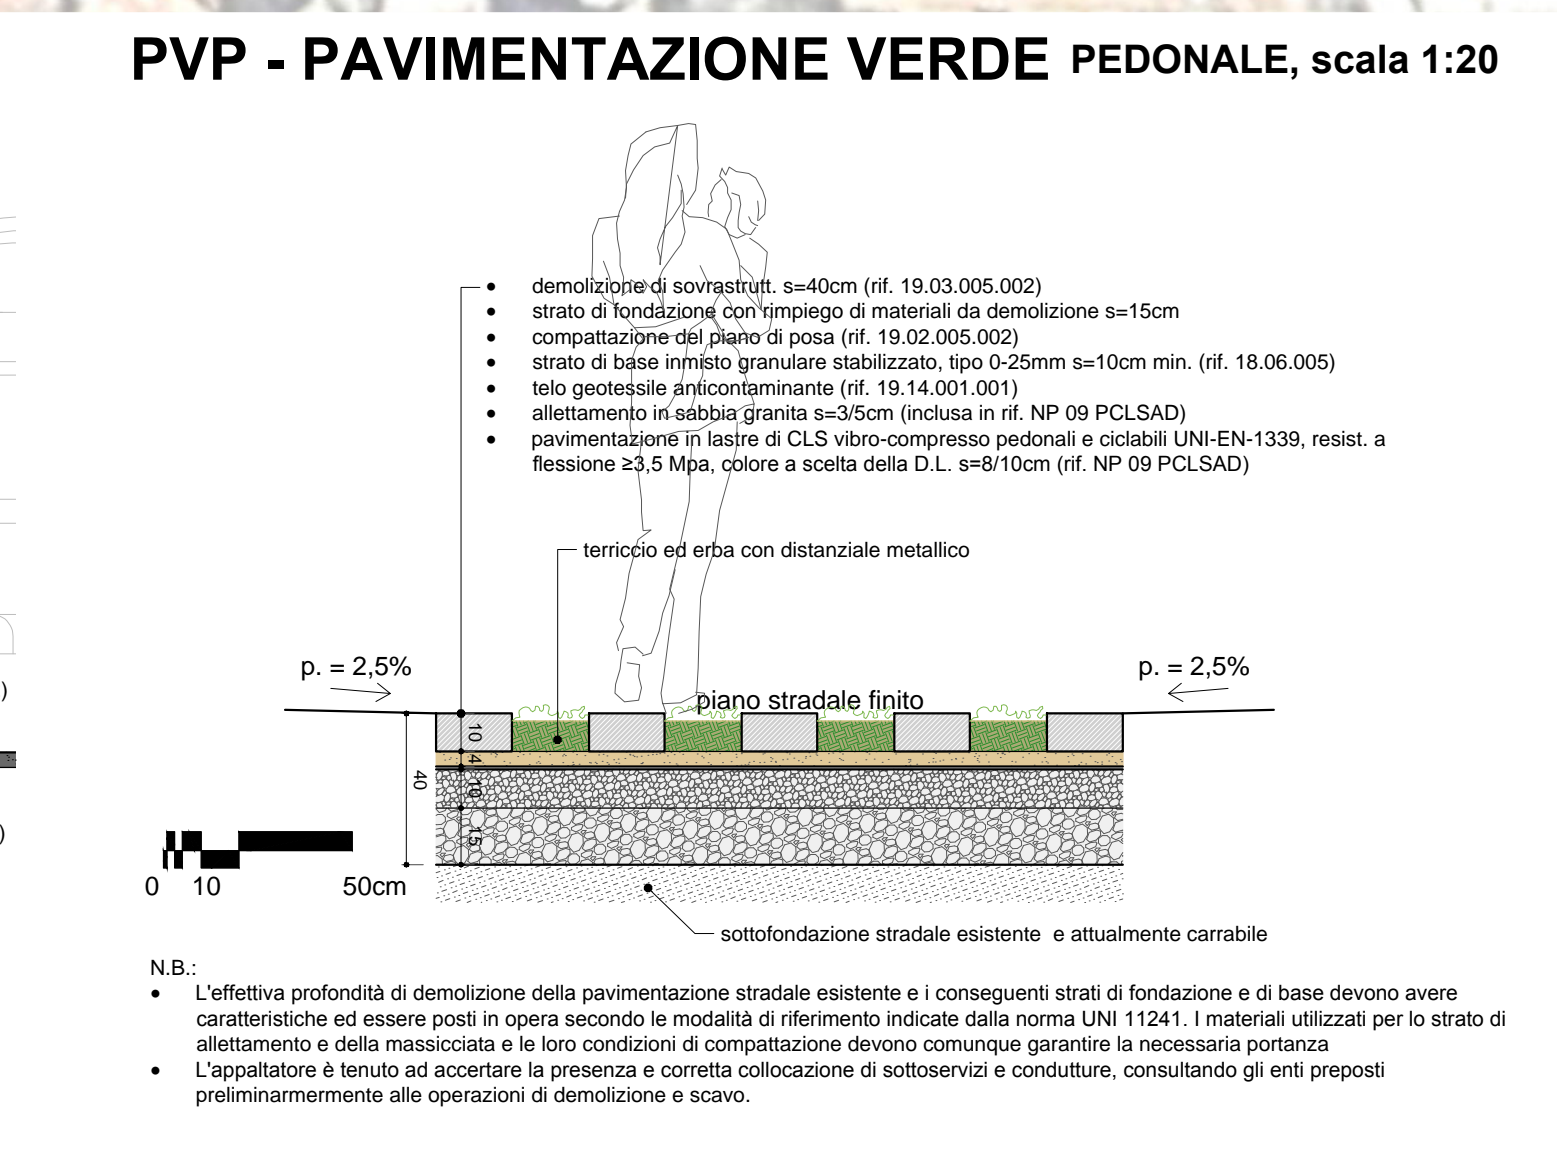 PVP - PAVIMENTAZIONE VERDE PEDONALE, scala 1:20
• demolizione di sovrastrutt. s=40cm (rif. 19.03.005.002)
• strato di fondazione con rimpiego di materiali da demolizione s=15cm
• compattazione del piano di posa (rif. 19.02.005.002)
• strato di base inmisto granulare stabilizzato, tipo 0-25mm s=10cm min. (rif. 18.06.005)
• telo geotessile anticontaminante (rif. 19.14.001.001)
• allettamento in sabbia granita s=3/5cm (inclusa in rif. NP 09 PCLSAD)
• pavimentazione in lastre di CLS vibro-compresso pedonali e ciclabili UNI-EN-1339, resist. a
flessione ≥3,5 Mpa, colore a scelta della D.L. s=8/10cm (rif. NP 09 PCLSAD)
terriccio ed erba con distanziale metallico
p. = 2,5%
p. = 2,5%
)
piano stradale finito
10
4
40
10
15
)
0 10 50cm
sottofondazione stradale esistente e attualmente carrabile
N.B.:
• L'effettiva profondità di demolizione della pavimentazione stradale esistente e i conseguenti strati di fondazione e di base devono avere
caratteristiche ed essere posti in opera secondo le modalità di riferimento indicate dalla norma UNI 11241. I materiali utilizzati per lo strato di
allettamento e della massicciata e le loro condizioni di compattazione devono comunque garantire la necessaria portanza
• L'appaltatore è tenuto ad accertare la presenza e corretta collocazione di sottoservizi e condutture, consultando gli enti preposti
preliminarmermente alle operazioni di demolizione e scavo.